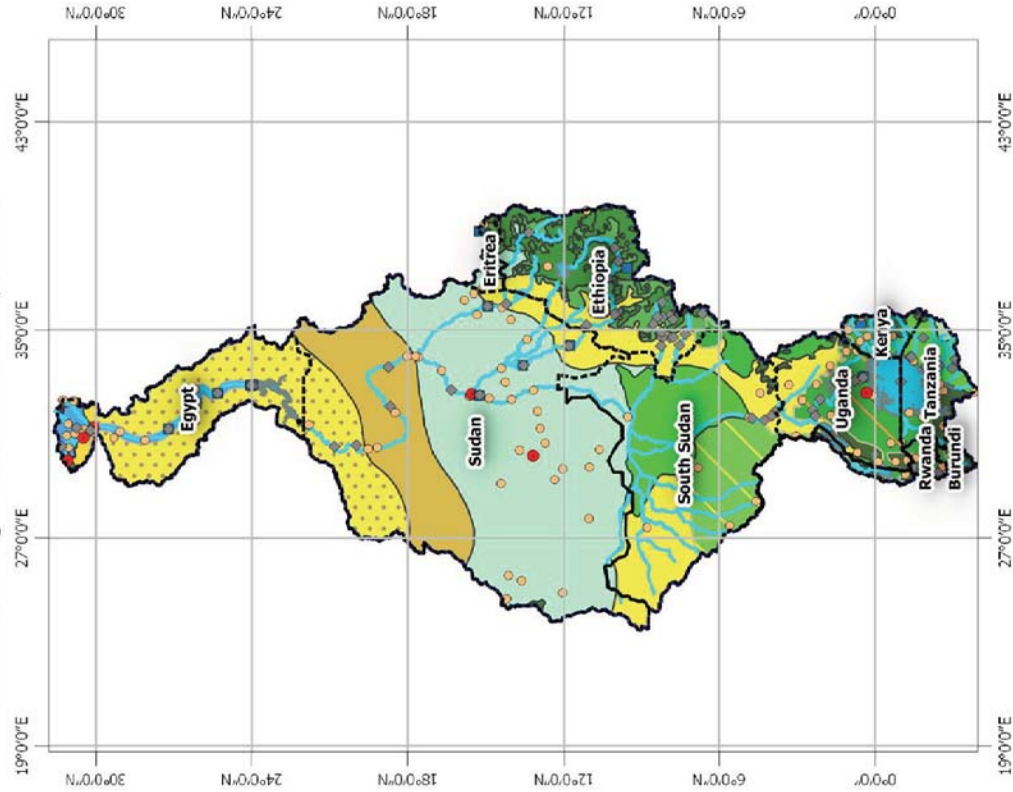 30°0'0"N
24°0'0"N
18°0'0"N
12°0'0"N
6°0'0"N
0°0'0"
43°0'0"E
43°0'0"E
35°0'0"E
35°0'0"E
27°0'0"E
27°0'0"E
19°0'0"E
19°0'0"E
Eritrea
Ethiopia
Egypt
Sudan
South Sudan
Kenya
Uganda
Tanzania
Rwanda
Burundi
30°0'0"N
24°0'0"N
18°0'0"N
12°0'0"N
6°0'0"N
0°0'0"